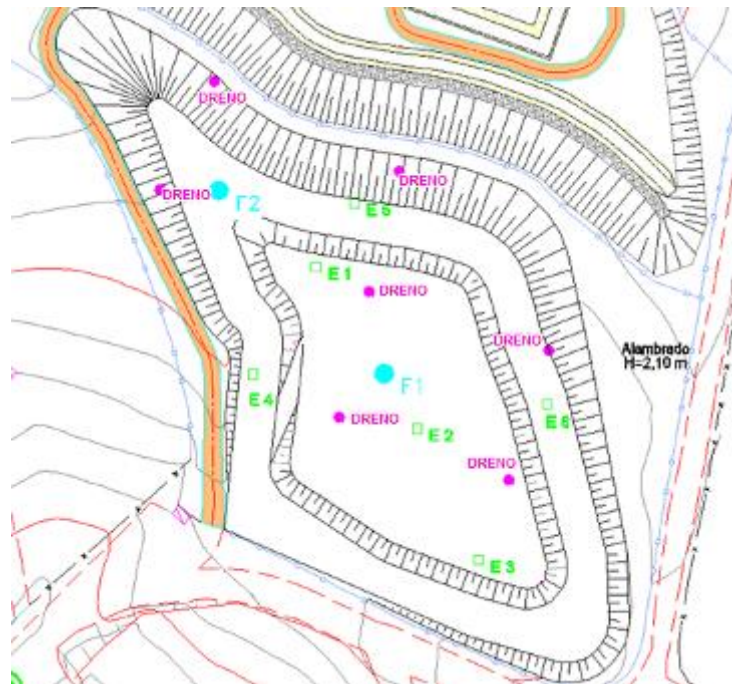 DRENO
DRENO
DRENO
F2
E5
E1
DRENO
DRENO
Alambrado
H=2,10 m
E4
F1
DRENO
E2
E6
DRENO
E3